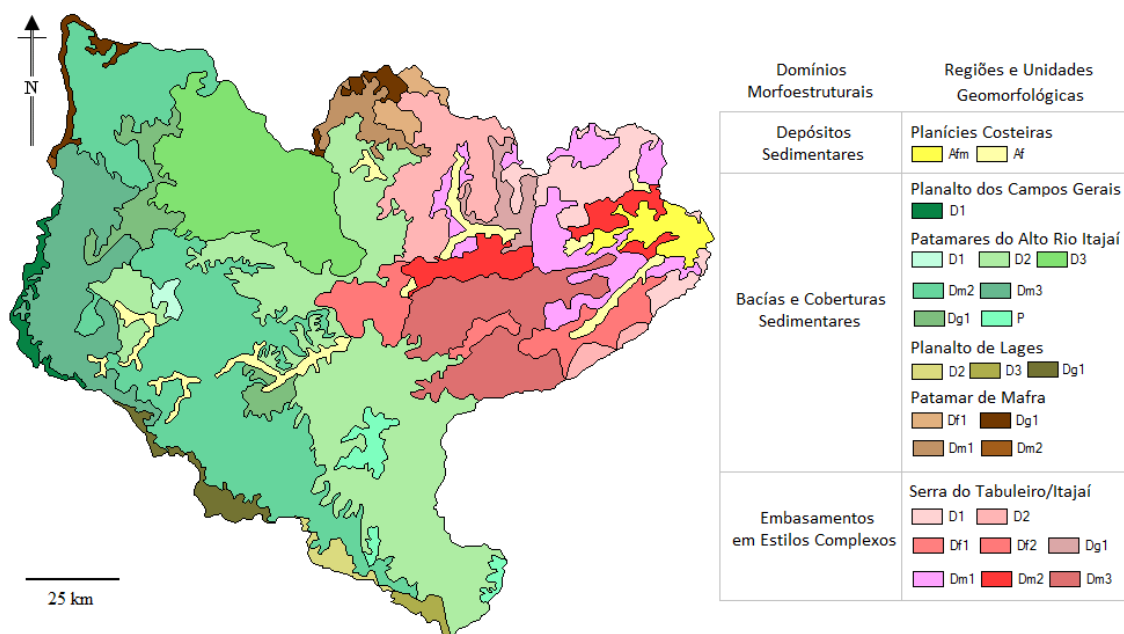 N
25 km
Domínios
Morfoestruturais
Regiões e Unidades
Geomorfológicas
Depósitos
Sedimentares
Planícies Costeiras
Afm Af
Bacías e Coberturas
Sedimentares
Planalto dos Campos Gerais
D1
Patamares do Alto Rio Itajaí
D1 D2 D3
Dm2 Dm3
Dg1 P
Planalto de Lages
D2 D3 Dg1
Patamar de Mafra
Df1 Dg1
Dm1 Dm2
Embasamentos
em Estilos Complexos
Serra do Tabuleiro/Itajaí
D1 D2
Df1 Df2 Dg1
Dm1 Dm2 Dm3